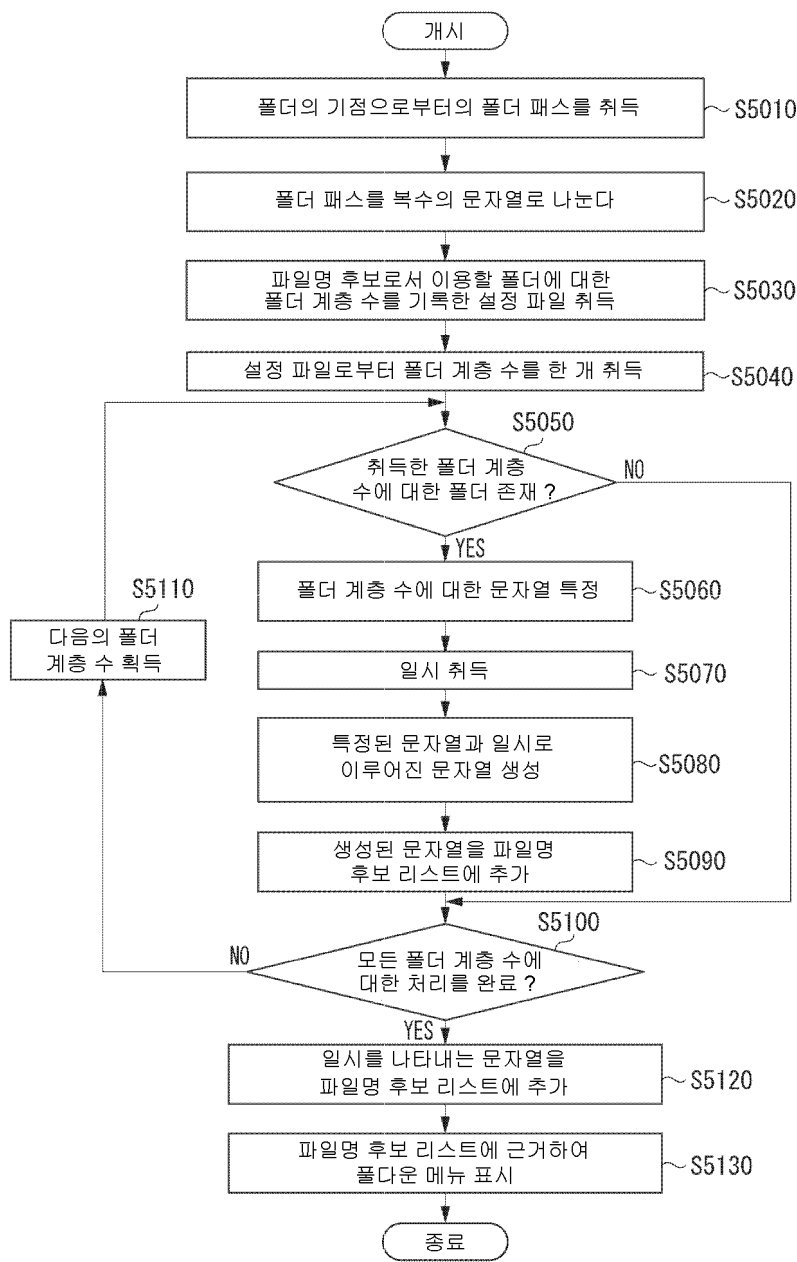 개시
폴더의 기점으로부터의 폴더 패스를 취득
S5010
폴더 패스를 복수의 문자열로 나눈다
S5020
파일명 후보로서 이용할 폴더에 대한
폴더 계층 수를 기록한 설정 파일 취득
S5030
설정 파일로부터 폴더 계층 수를 한 개 취득
S5040
S5050
취득한 폴더 계층
수에 대한 폴더 존재 ?
NO
YES
폴더 계층 수에 대한 문자열 특정
S5060
S5110
다음의 폴더
계층 수 획득
일시 취득
S5070
특정된 문자열과 일시로
이루어진 문자열 생성
S5080
생성된 문자열을 파일명
후보 리스트에 추가
S5090
S5100
NO
모든 폴더 계층 수에
대한 처리를 완료 ?
YES
일시를 나타내는 문자열을
파일명 후보 리스트에 추가
S5120
파일명 후보 리스트에 근거하여
풀다운 메뉴 표시
S5130
종료